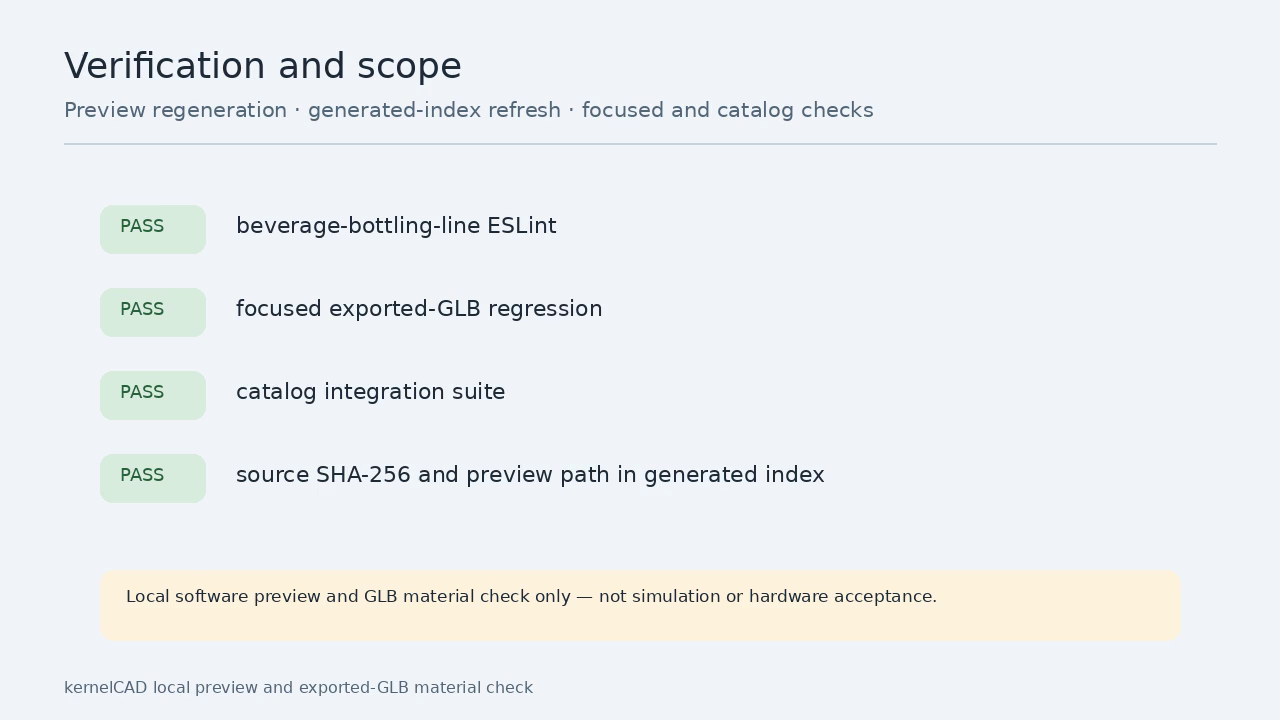 Verification and scope
Preview regeneration · generated-index refresh · focused and catalog checks
PASS beverage-bottling-line ESLint
PASS focused exported-GLB regression
PASS catalog integration suite
PASS source SHA-256 and preview path in generated index
Local software preview and GLB material check only — not simulation or hardware acceptance.
kernelCAD local preview and exported-GLB material check